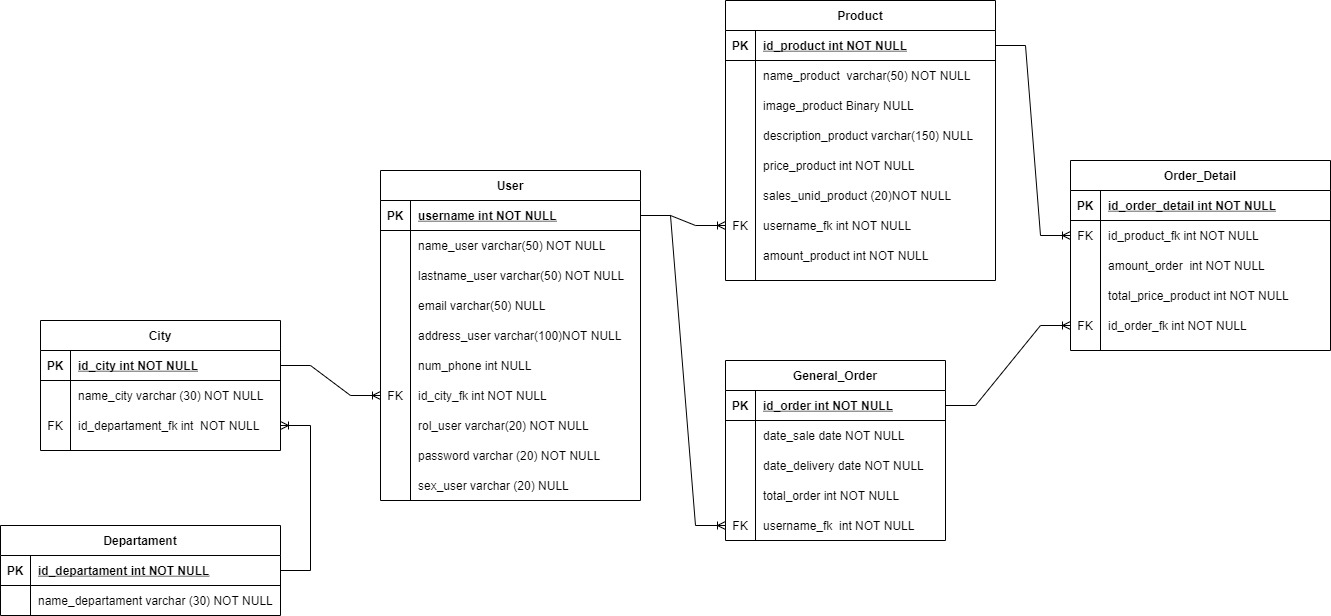 Product
PK id_product int NOT NULL
name_product  varchar(50) NOT NULL
image_product Binary NULL
description_product varchar(150) NULL
price_product int NOT NULL
sales_unid_product (20)NOT NULL
FK username_fk int NOT NULL
amount_product int NOT NULL
User
PK username int NOT NULL
name_user varchar(50) NOT NULL
lastname_user varchar(50) NOT NULL
email varchar(50) NULL
address_user varchar(100)NOT NULL
num_phone int NULL
FK id_city_fk int NOT NULL
rol_user varchar(20) NOT NULL
password varchar (20) NOT NULL
sex_user varchar (20) NULL
Order_Detail
PK id_order_detail int NOT NULL
FK id_product_fk int NOT NULL
amount_order  int NOT NULL
total_price_product int NOT NULL
FK id_order_fk int NOT NULL
City
PK id_city int NOT NULL
name_city varchar (30) NOT NULL
FK id_departament_fk int  NOT NULL
General_Order
PK id_order int NOT NULL
date_sale date NOT NULL
date_delivery date NOT NULL
total_order int NOT NULL
FK username_fk  int NOT NULL
Departament
PK id_departament int NOT NULL
name_departament varchar (30) NOT NULL